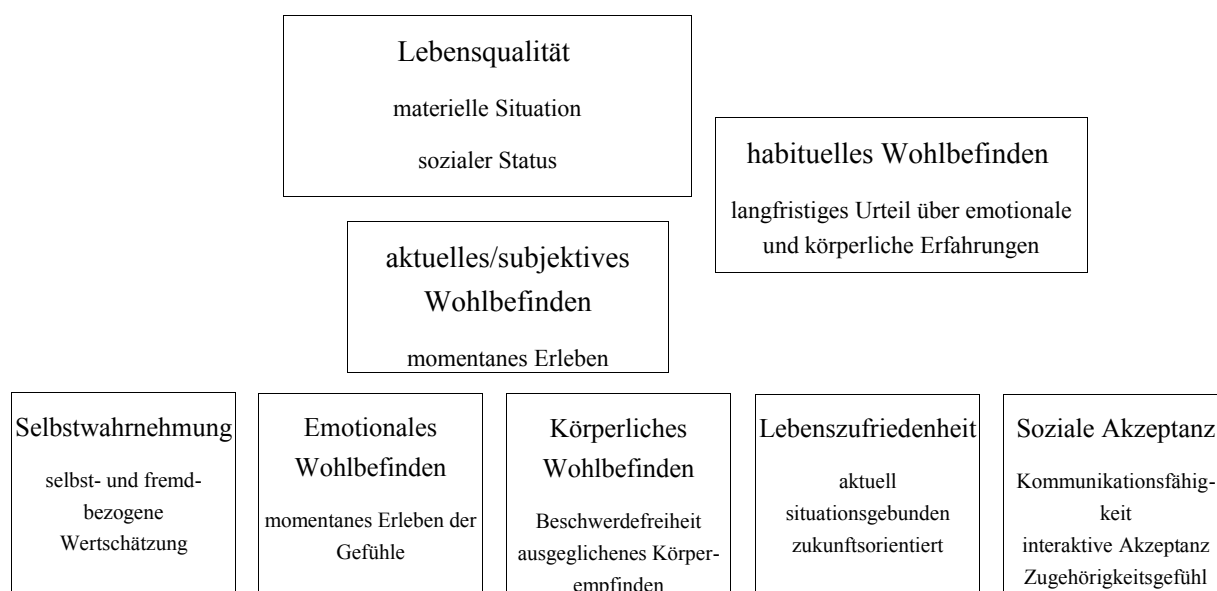 Lebensqualität
materielle Situation
sozialer Status
habituelles Wohlbefinden
langfristiges Urteil über emotionale
und körperliche Erfahrungen
aktuelles/subjektives
Wohlbefinden
momentanes Erleben
Selbstwahrnehmung
selbst- und fremd-
bezogene
Wertschätzung
Emotionales
Wohlbefinden
momentanes Erleben der
Gefühle
Körperliches
Wohlbefinden
Beschwerdefreiheit
ausgeglichenes Körper-
empfinden
Lebenszufriedenheit
aktuell
situationsgebunden
zukunftsorientiert
Soziale Akzeptanz
Kommunikationsfähig-
keit
interaktive Akzeptanz
Zugehörigkeitsgefühl